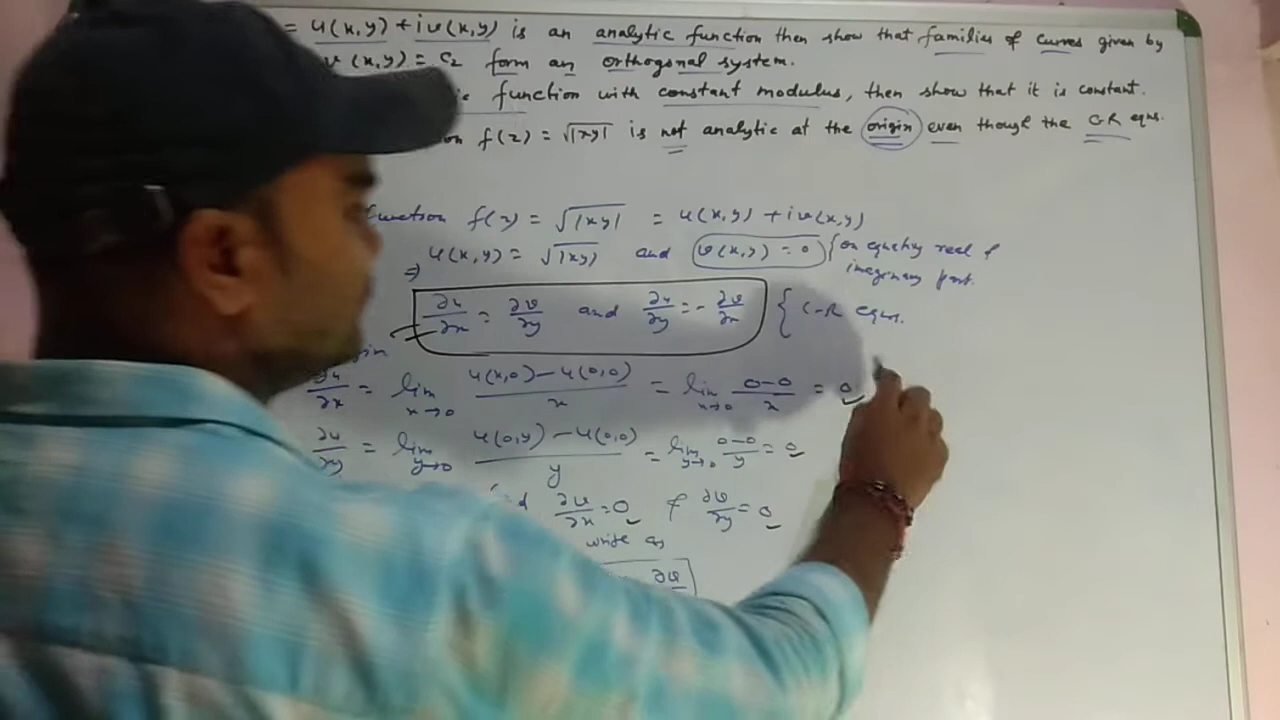 = u(x,y) + iv(x,y) is an analytic function then show that families of curves given by
v(x,y) = c₂ form an orthogonal system.
function with constant modulus, then show that it is constant.
f(z) = √|xy| is not analytic at the origin even though the C-R eqns.
function f(z) = √|xy| = u(x,y) + iv(x,y)
⇒ u(x,y) = √|xy| and v(x,y) = 0 { on equating real & imaginary part.
∂u/∂x = ∂v/∂y and ∂u/∂y = - ∂v/∂x { C-R eqns.
∂u/∂x = lim x→0 u(x,0) - u(0,0) / x = lim x→0 0-0 / x = 0
∂u/∂y = lim y→0 u(0,y) - u(0,0) / y = lim y→0 0-0 / y = 0
∂v/∂x = 0 & ∂v/∂y = 0
write as
∂v